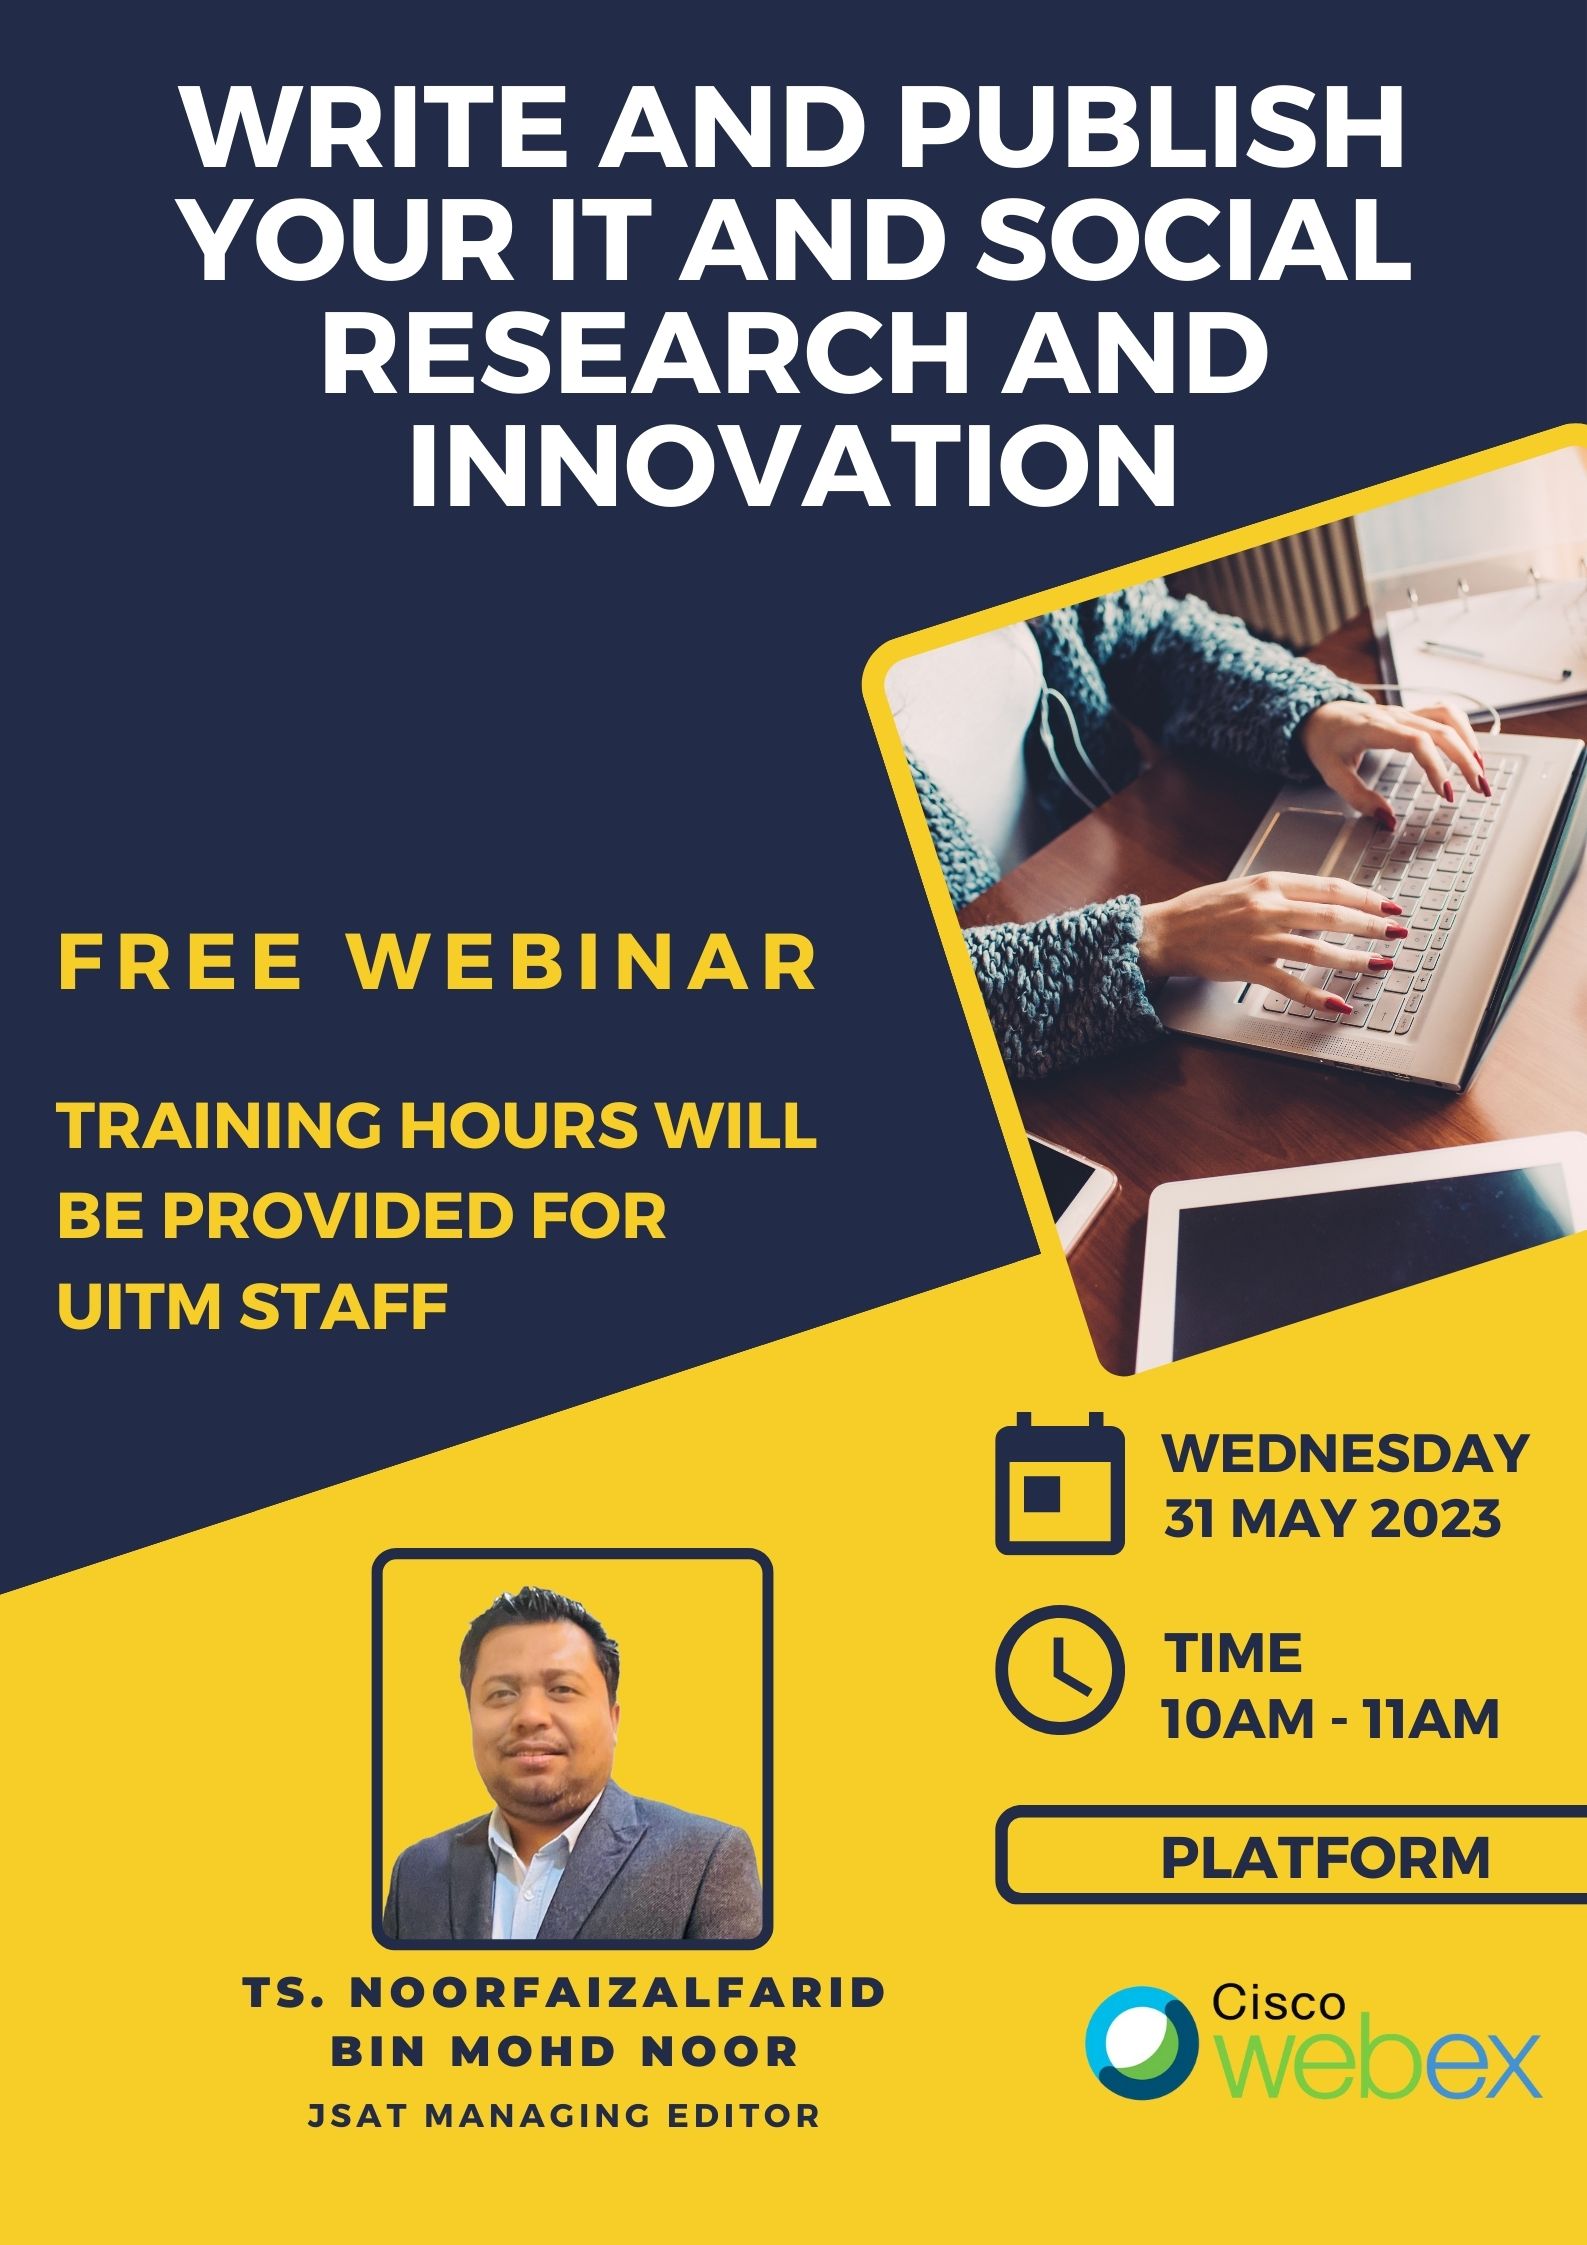 WRITE AND PUBLISH
YOUR IT AND SOCIAL
RESEARCH AND
INNOVATION
FREE WEBINAR
TRAINING HOURS WILL
BE PROVIDED FOR
UITM STAFF
WEDNESDAY
31 MAY 2023
TIME
10AM - 11AM
PLATFORM
Cisco
webex
TS. NOORFAIZALFARID
BIN MOHD NOOR
JSAT MANAGING EDITOR